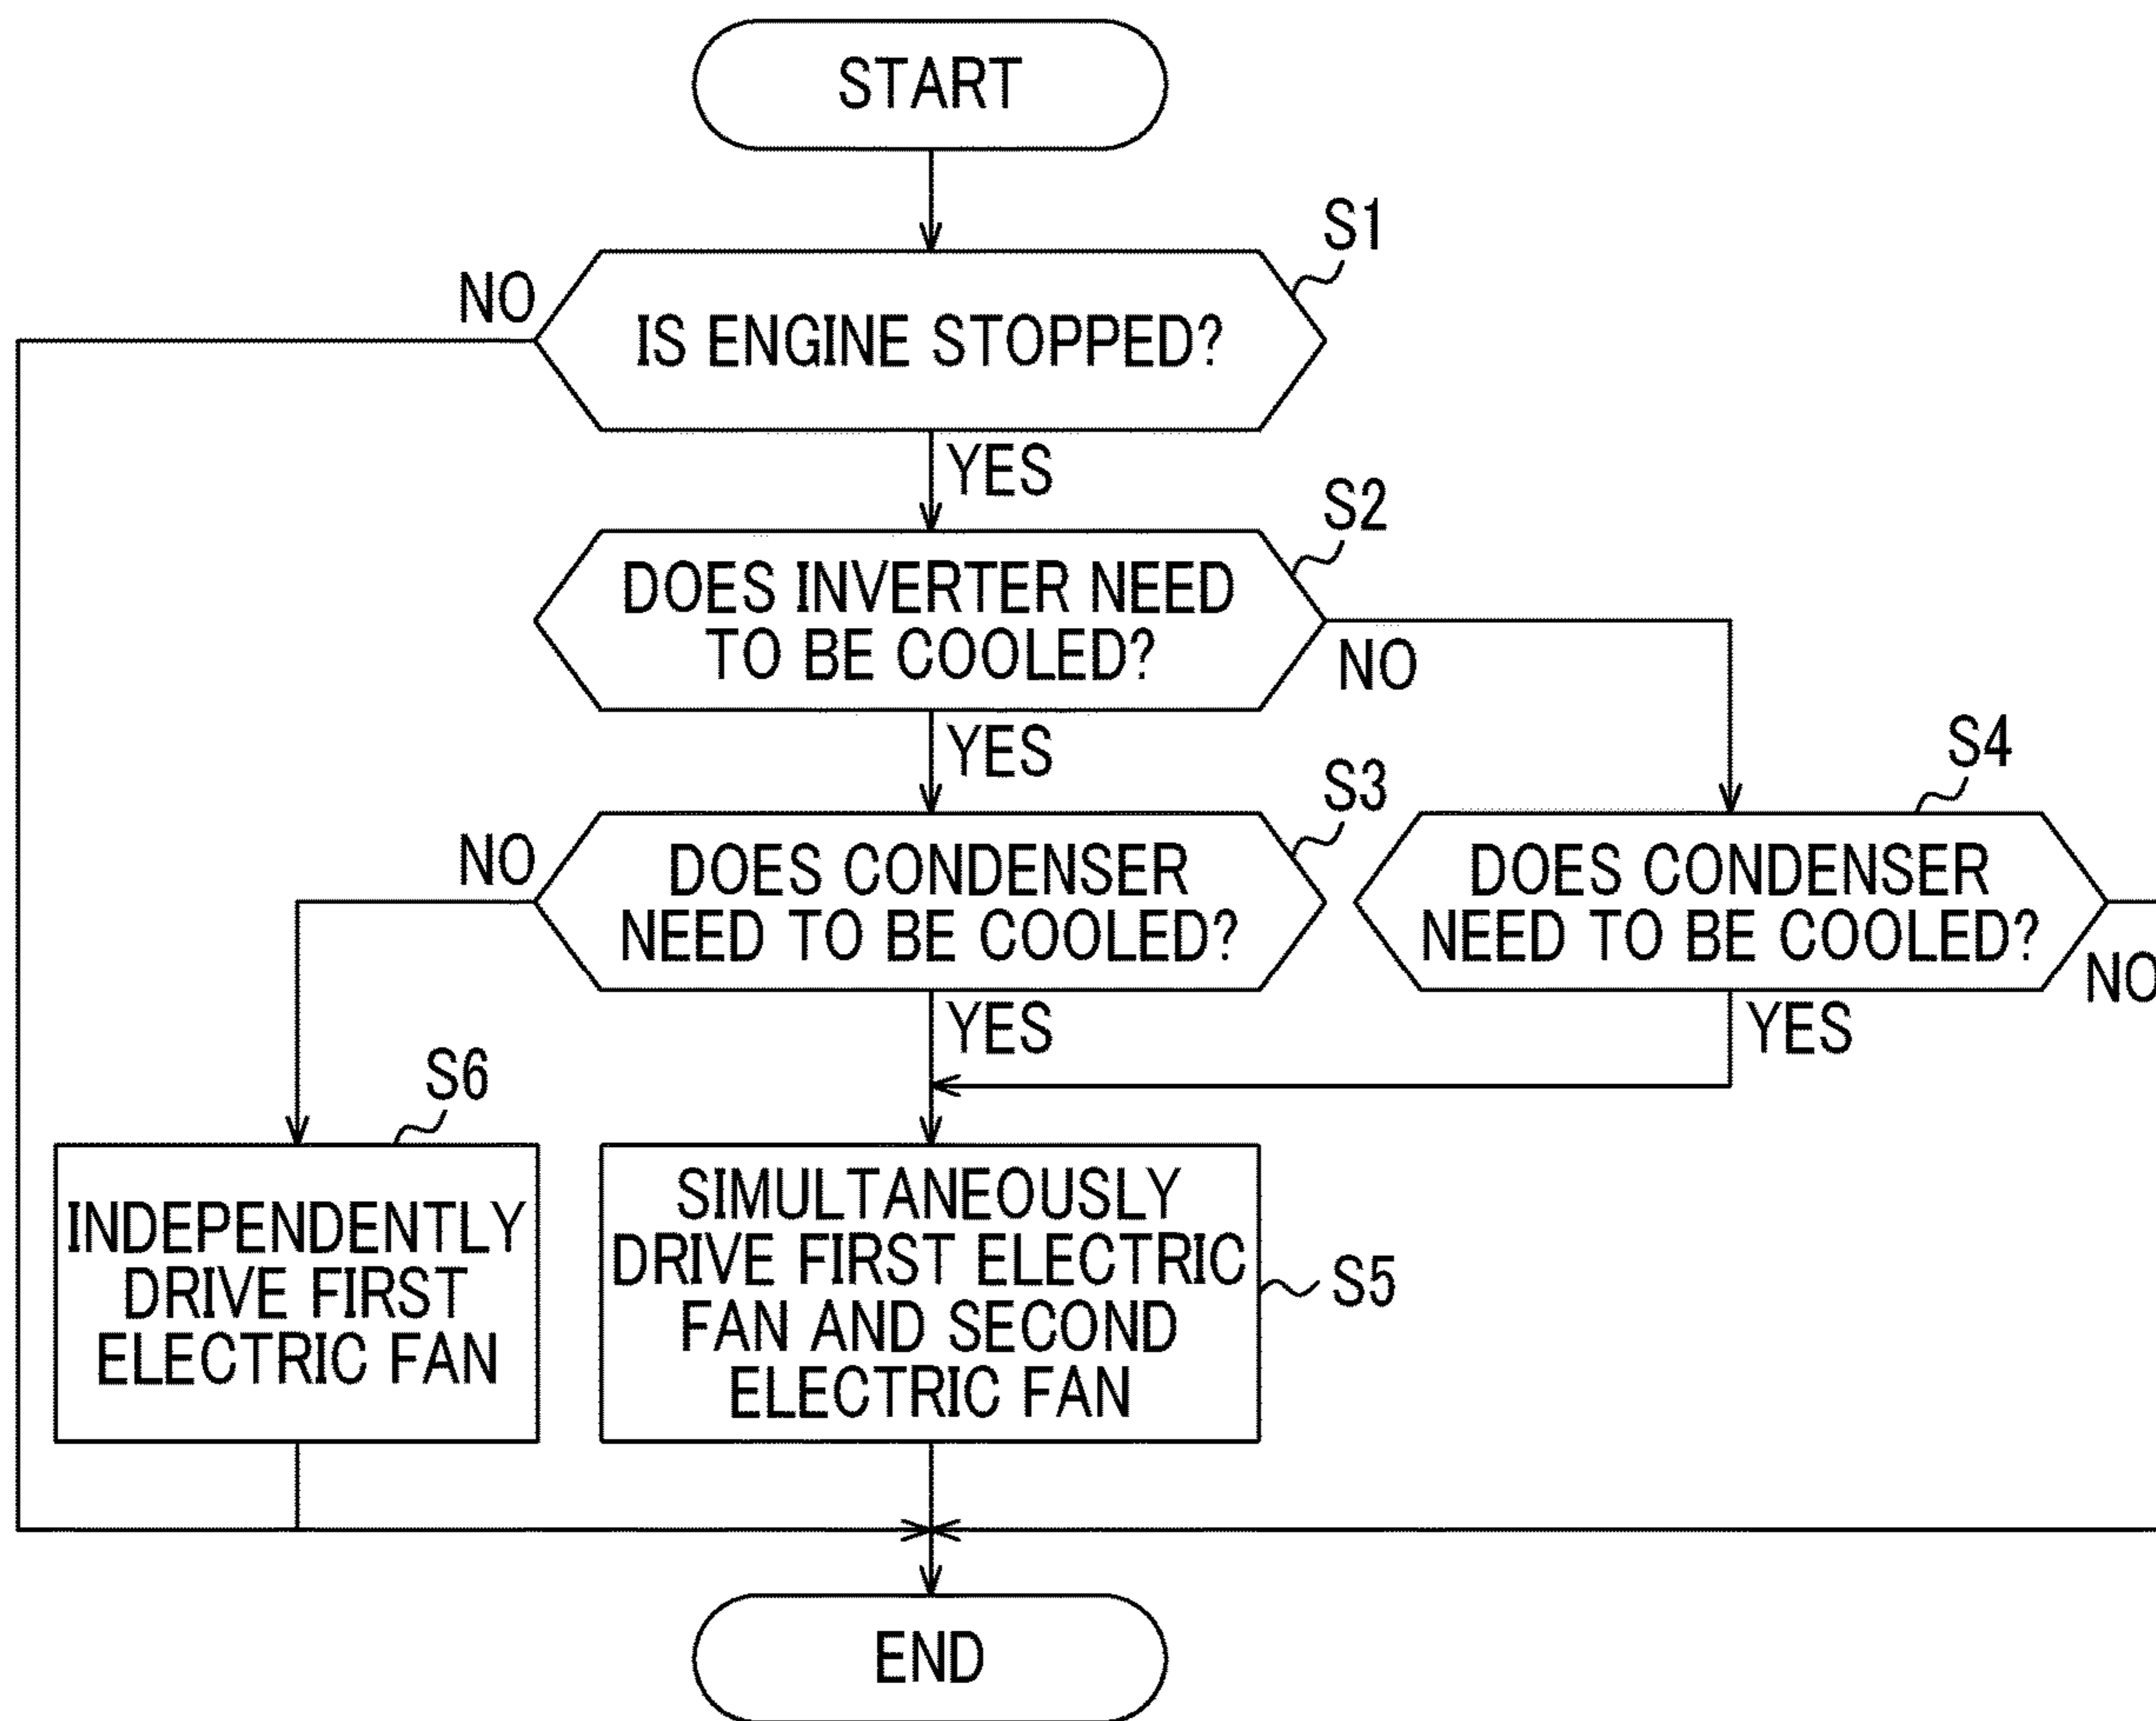 START
S1
NO
IS ENGINE STOPPED?
YES
S2
DOES INVERTER NEED
TO BE COOLED?
NO
YES
S3
S4
NO
DOES CONDENSER
NEED TO BE COOLED?
DOES CONDENSER
NEED TO BE COOLED?
NO
YES
YES
S6
INDEPENDENTLY
DRIVE FIRST
ELECTRIC FAN
SIMULTANEOUSLY
DRIVE FIRST ELECTRIC
FAN AND SECOND
ELECTRIC FAN
S5
END